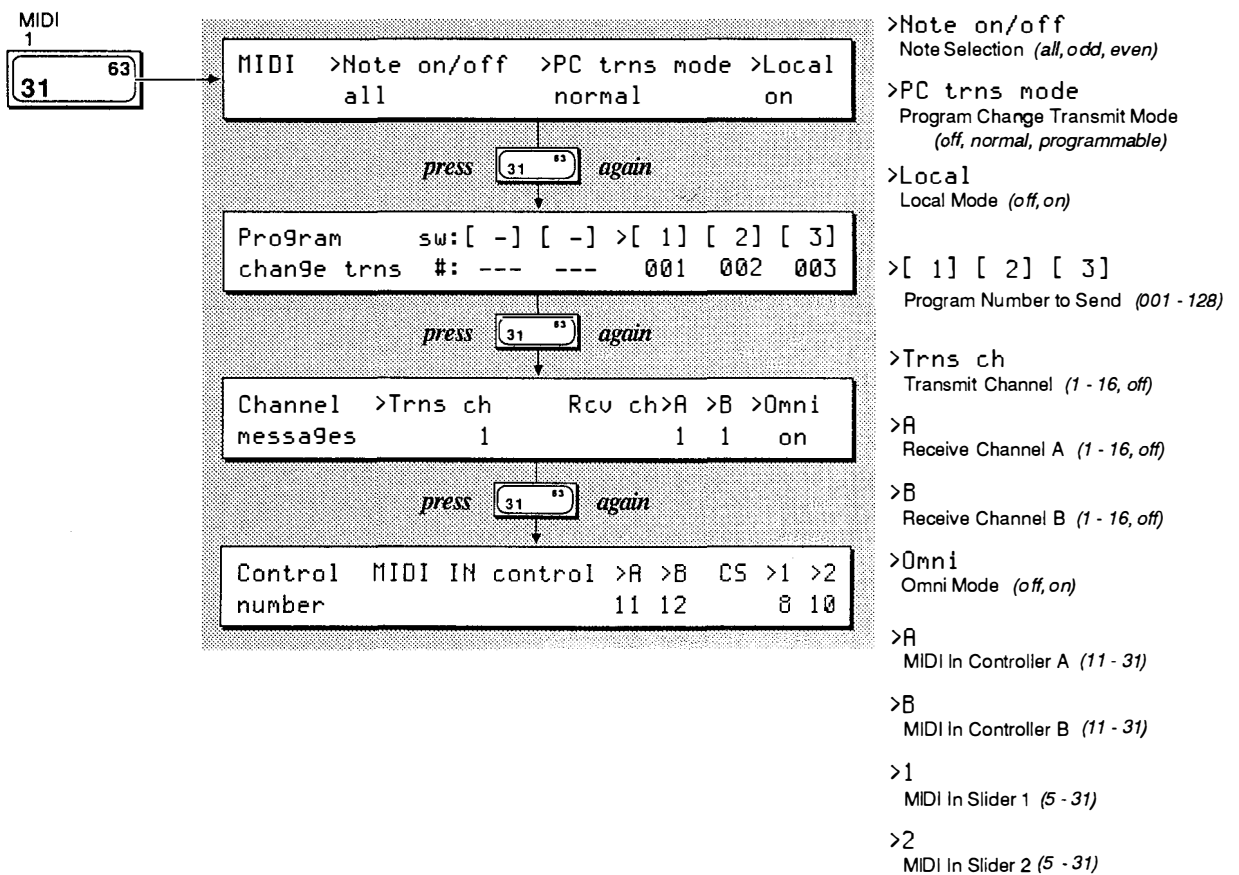 MIDI
1
31 63
MIDI >Note on/off >PC trns mode >Local
all normal on
press 31 63 again
Program sw:[ -] [ -] >[ 1] [ 2] [ 3]
change trns #: --- --- 001 002 003
press 31 63 again
Channel >Trns ch Rcv ch>A >B >Omni
messages 1 1 1 on
press 31 63 again
Control MIDI IN control >A >B CS >1 >2
number 11 12 8 10
>Note on/off
Note Selection (all, odd, even)
>PC trns mode
Program Change Transmit Mode
(off, normal, programmable)
>Local
Local Mode (off, on)
>[ 1] [ 2] [ 3]
Program Number to Send (001 - 128)
>Trns ch
Transmit Channel (1 - 16, off)
>A
Receive Channel A (1 - 16, off)
>B
Receive Channel B (1 - 16, off)
>Omni
Omni Mode (off, on)
>A
MIDI In Controller A (11 - 31)
>B
MIDI In Controller B (11 - 31)
>1
MIDI In Slider 1 (5 - 31)
>2
MIDI In Slider 2 (5 - 31)